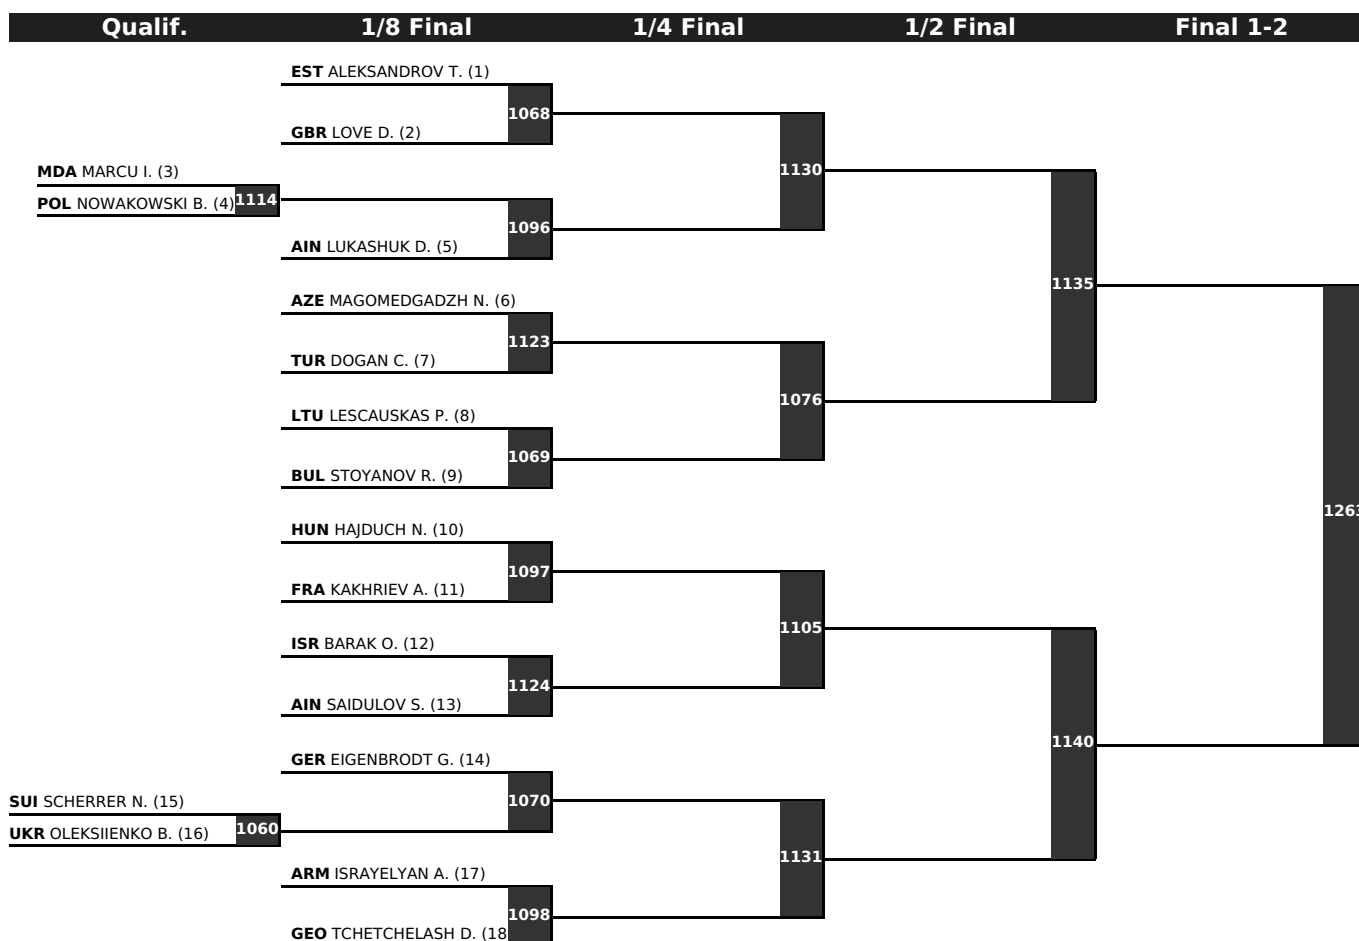 Qualif. 1/8 Final 1/4 Final 1/2 Final Final 1-2
EST ALEKSANDROV T. (1)
1068
GBR LOVE D. (2)
1130
MDA MARCU I. (3)
POL NOWAKOWSKI B. (4) 1114
1096
AIN LUKASHUK D. (5)
1135
AZE MAGOMEDGADZH N. (6)
1123
TUR DOGAN C. (7)
1076
LTU LESCAUSKAS P. (8)
1069
BUL STOYANOV R. (9)
1263
HUN HAJDUCH N. (10)
1097
FRA KAKHRIEV A. (11)
1105
ISR BARAK O. (12)
1124
AIN SAIDULOV S. (13)
1140
GER EIGENBRODT G. (14)
1070
SUI SCHERRER N. (15)
UKR OLEKSIIENKO B. (16) 1060
1131
ARM ISRAYELYAN A. (17)
1098
GEO TCHETCHELASH D. (18